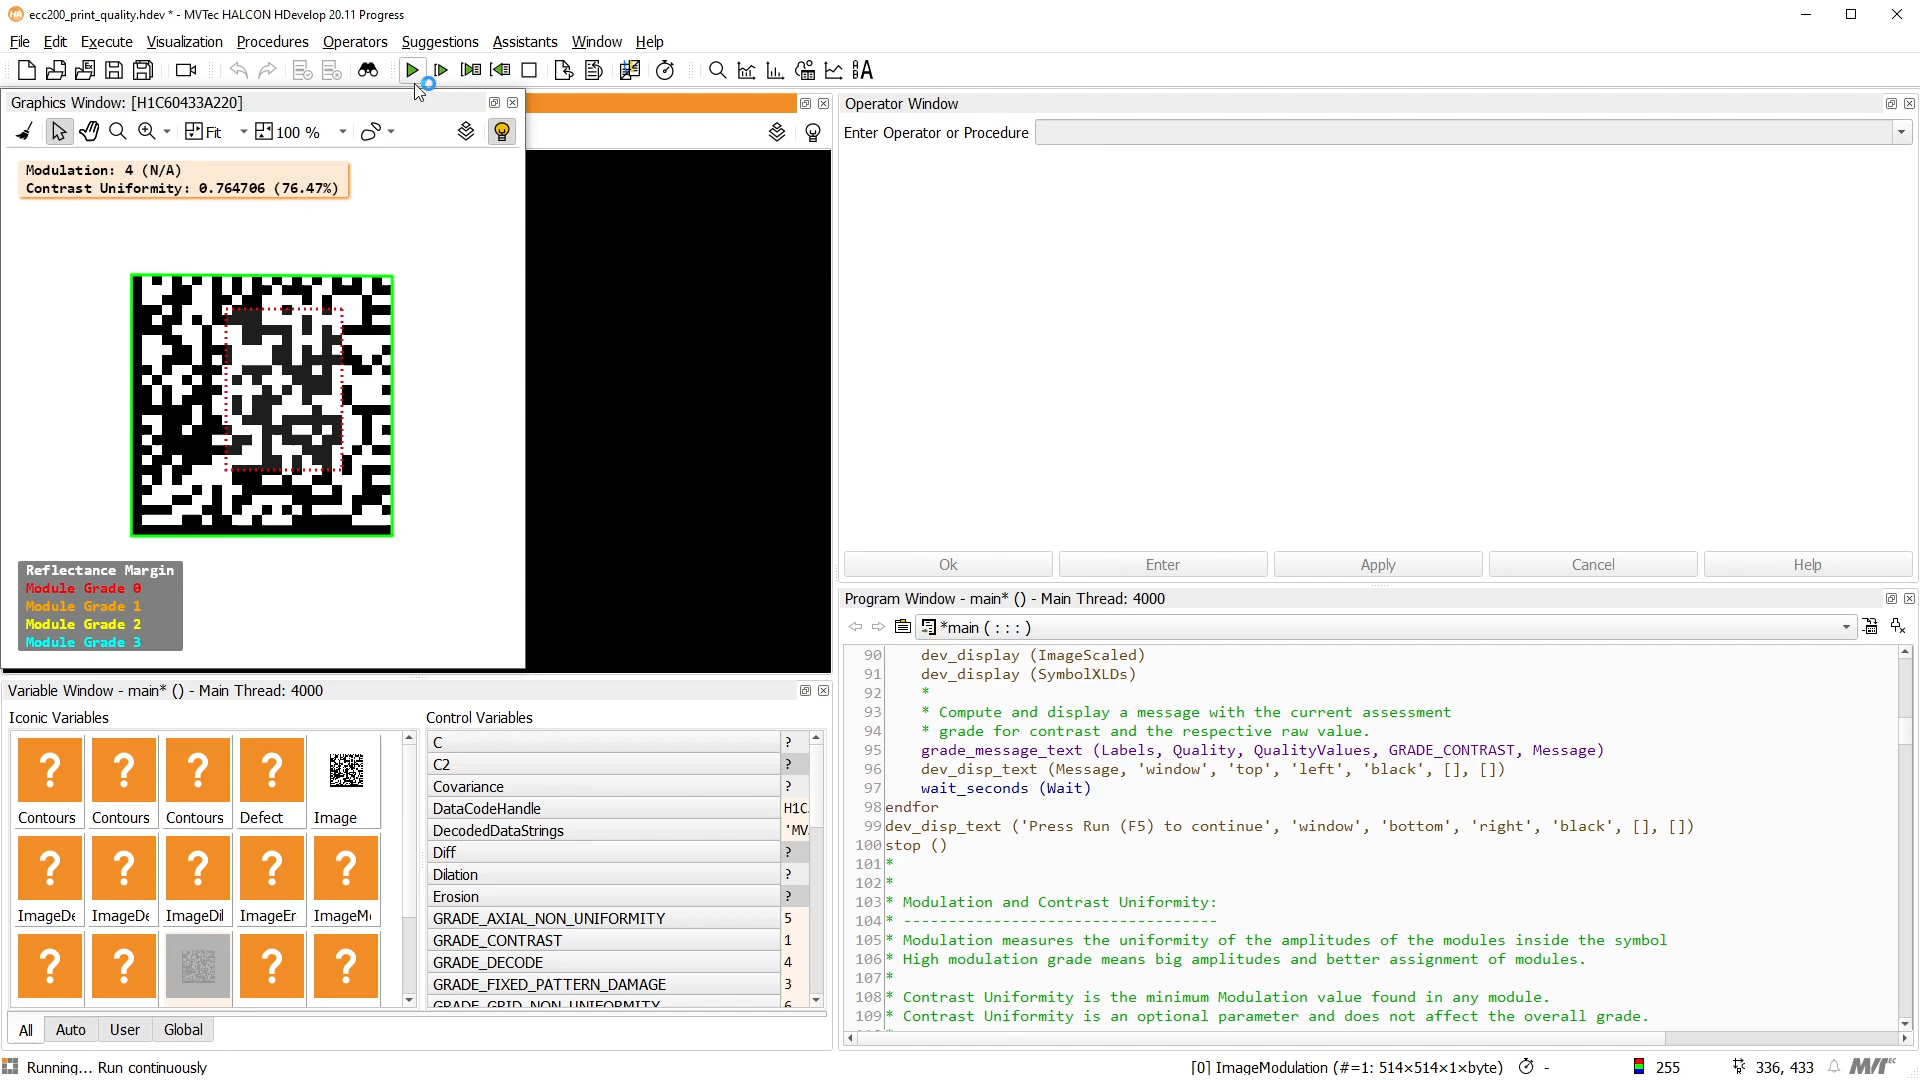 ecc200_print_quality.hdev * - MVTec HALCON HDevelop 20.11 Progress
File Edit Execute Visualization Procedures Operators Suggestions Assistants Window Help
Graphics Window: [H1C60433A220]
Fit 100 %
Modulation: 4 (N/A)
Contrast Uniformity: 0.764706 (76.47%)
Reflectance Margin
Module Grade 0
Module Grade 1
Module Grade 2
Module Grade 3
Operator Window
Enter Operator or Procedure
Ok Enter Apply Cancel Help
Program Window - main* () - Main Thread: 4000
*main ( : : : )
90 dev_display (ImageScaled)
91 dev_display (SymbolXLDs)
92 *
93 * Compute and display a message with the current assessment
94 * grade for contrast and the respective raw value.
95 grade_message_text (Labels, Quality, QualityValues, GRADE_CONTRAST, Message)
96 dev_disp_text (Message, 'window', 'top', 'left', 'black', [], [])
97 wait_seconds (Wait)
98 endfor
99 dev_disp_text ('Press Run (F5) to continue', 'window', 'bottom', 'right', 'black', [], [])
100 stop ()
101 *
102 *
103 * Modulation and Contrast Uniformity:
104 * -----------------------------------
105 * Modulation measures the uniformity of the amplitudes of the modules inside the symbol
106 * High modulation grade means big amplitudes and better assignment of modules.
107 *
108 * Contrast Uniformity is the minimum Modulation value found in any module.
109 * Contrast Uniformity is an optional parameter and does not affect the overall grade.
Variable Window - main* () - Main Thread: 4000
Iconic Variables
Contours Contours Contours Defect Image
ImageDe ImageDe ImageDil ImageEr ImageMo
Control Variables
C ?
C2 ?
Covariance ?
DataCodeHandle H1C.
DecodedDataStrings 'MV.
Diff ?
Dilation ?
Erosion ?
GRADE_AXIAL_NON_UNIFORMITY 5
GRADE_CONTRAST 1
GRADE_DECODE 4
GRADE_FIXED_PATTERN_DAMAGE 3
GRADE_GRID_NON_UNIFORMITY 6
All Auto User Global
Running... Run continuously
[0] ImageModulation (#=1: 514×514×1×byte) - 255 336, 433
MVTEC